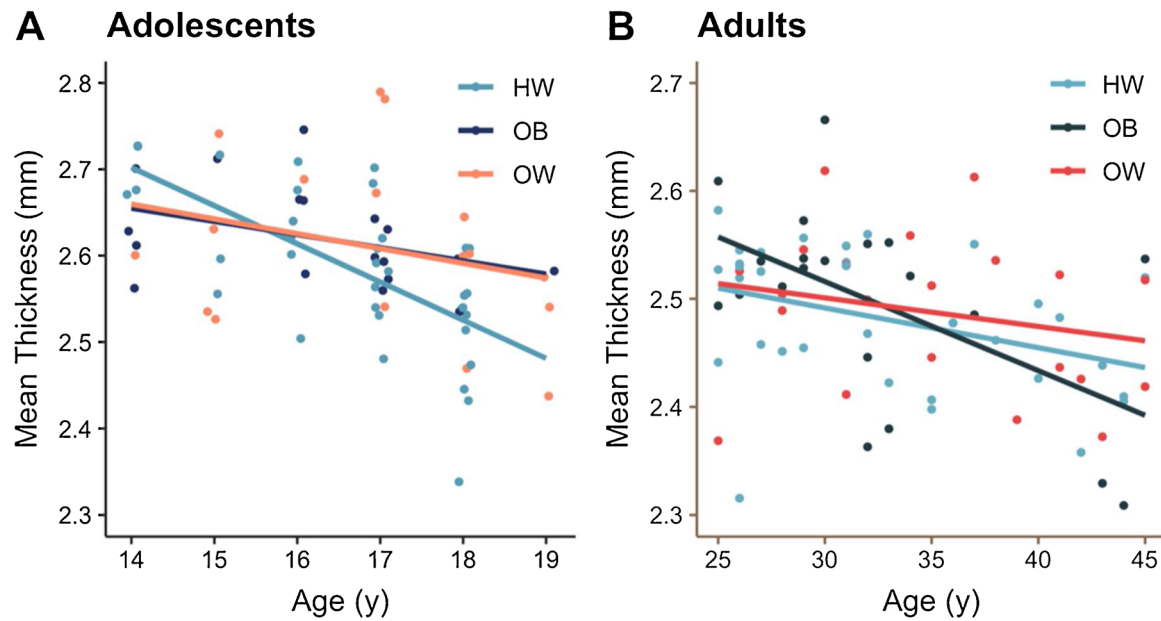 A Adolescents
2.8
2.7
2.6
2.5
2.4
2.3
Mean Thickness (mm)
HW
OB
OW
14 15 16 17 18 19
Age (y)
B Adults
2.7
2.6
2.5
2.4
2.3
Mean Thickness (mm)
HW
OB
OW
25 30 35 40 45
Age (y)